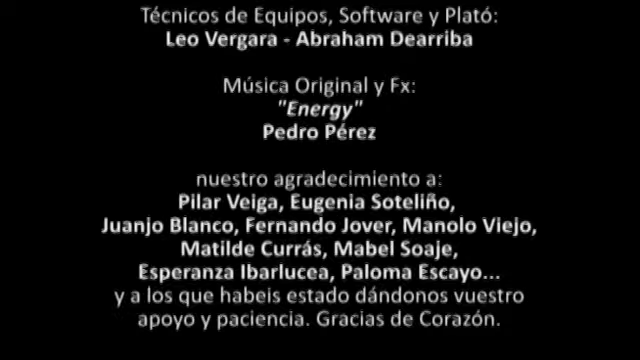 Técnicos de Equipos, Software y Plató:
Leo Vergara - Abraham Dearriba
Música Original y Fx:
"Energy"
Pedro Pérez
nuestro agradecimiento a:
Pilar Veiga, Eugenia Soteliño,
Juanjo Blanco, Fernando Jover, Manolo Viejo,
Matilde Currás, Mabel Soaje,
Esperanza Ibarlucea, Paloma Escayo...
y a los que habeis estado dándonos vuestro
apoyo y paciencia. Gracias de Corazón.